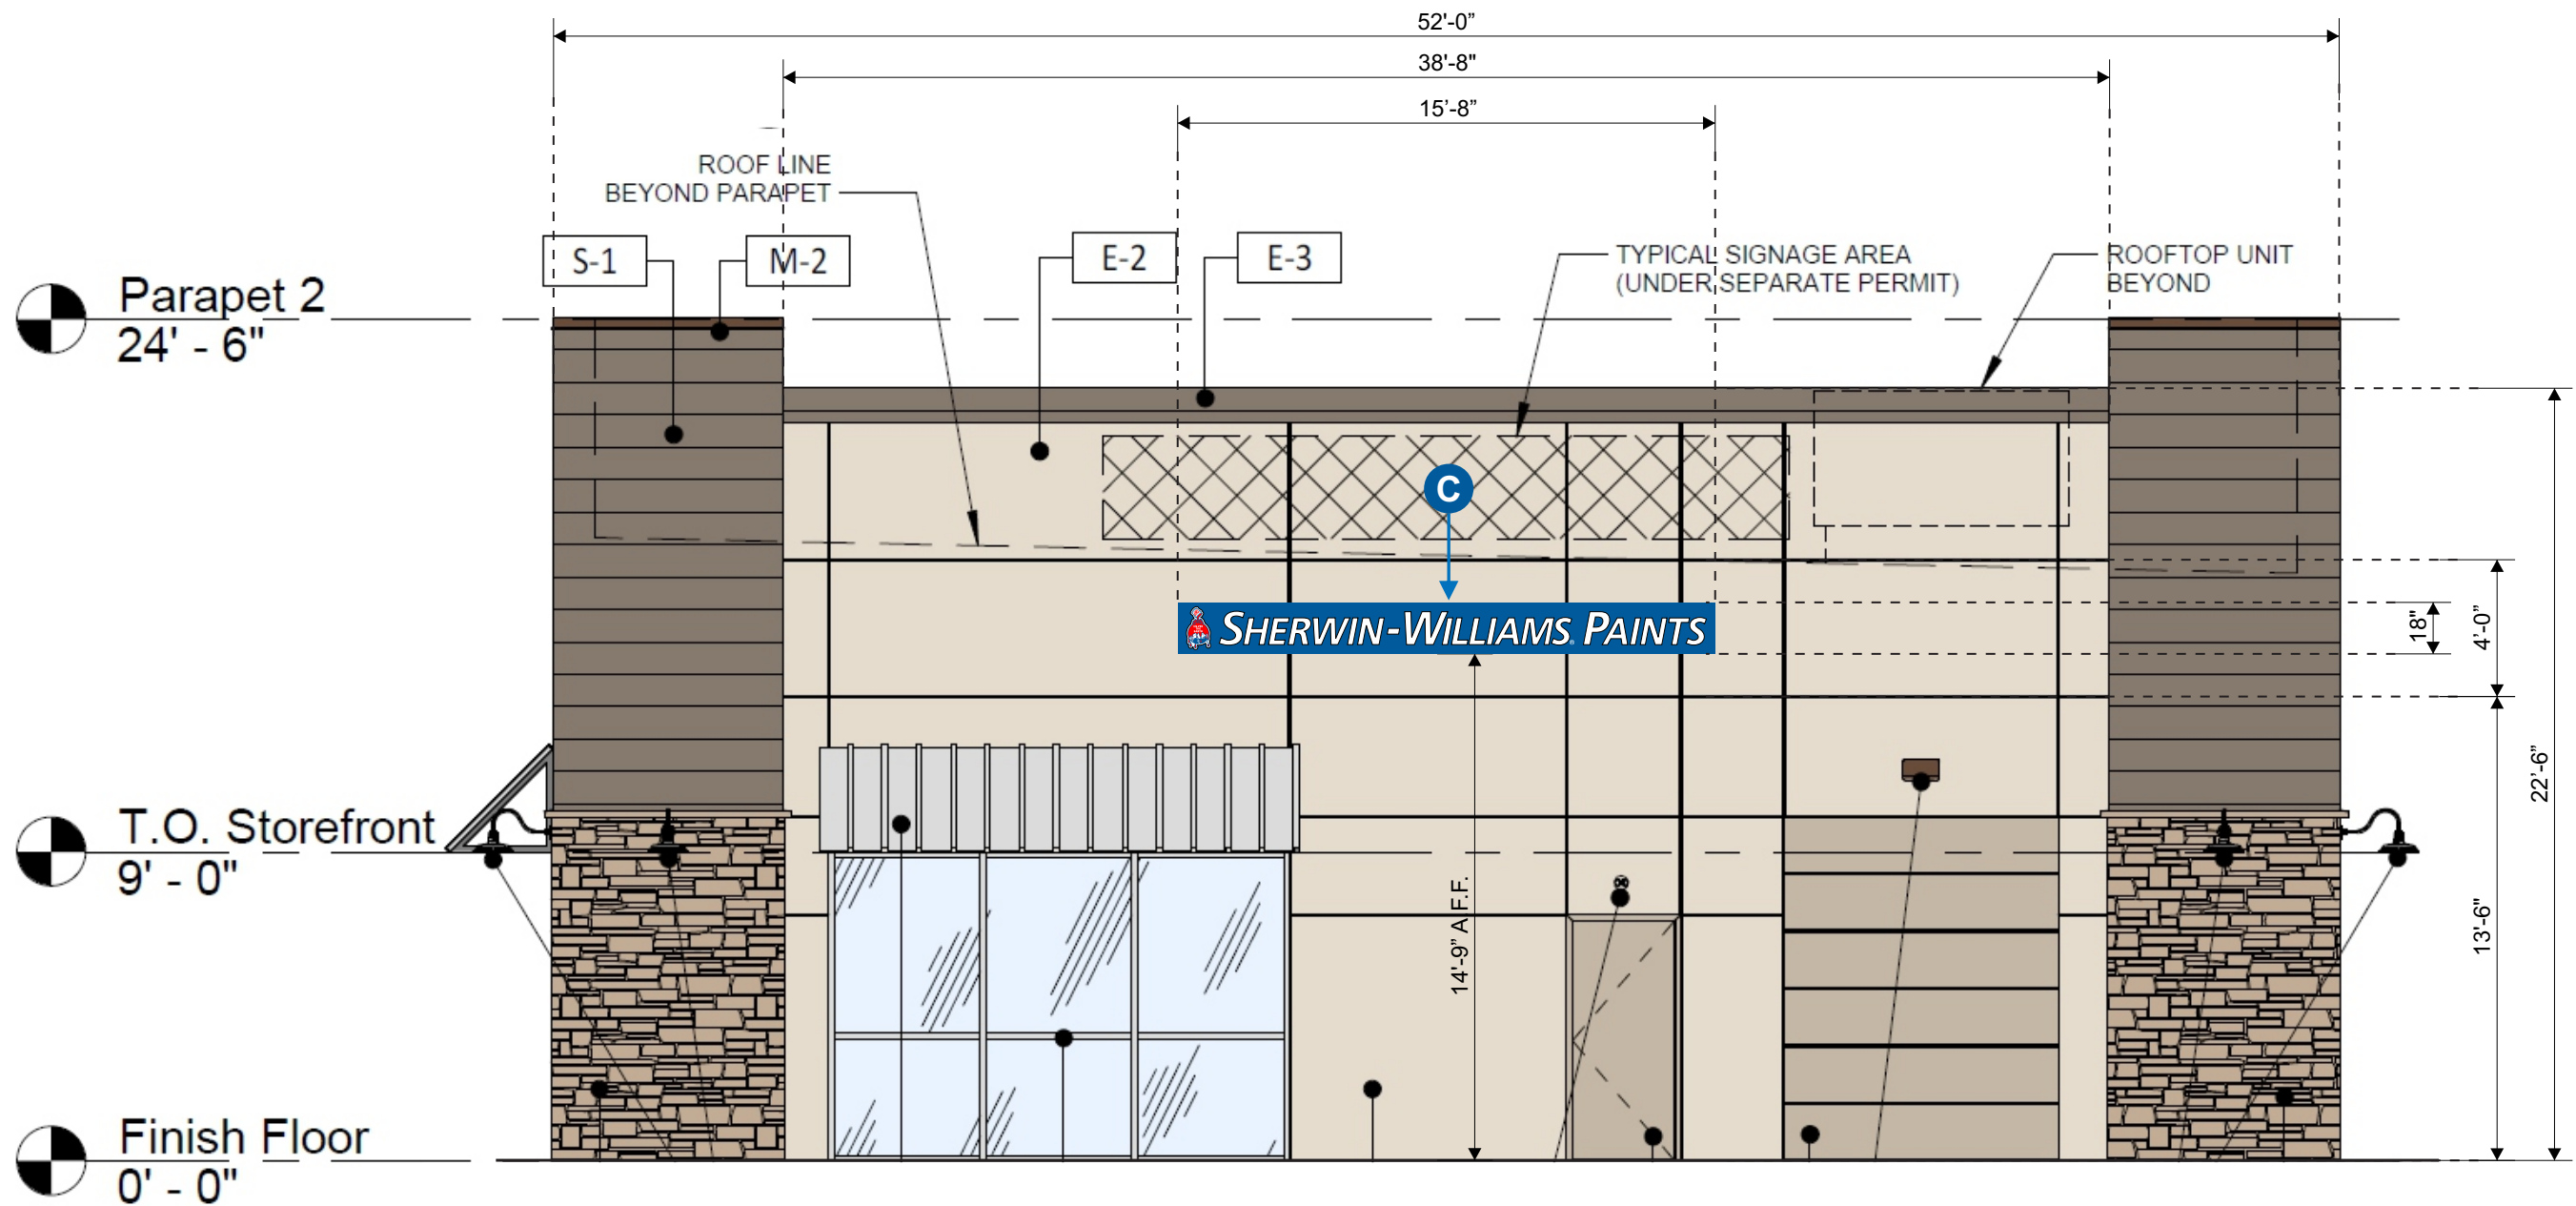 52'-0”
38'-8"
15’-8”
ROOF LINE
BEYOND PARAPET
S-1
M-2
E-2
E-3
TYPICAL SIGNAGE AREA
(UNDER SEPARATE PERMIT)
ROOFTOP UNIT
BEYOND
Parapet 2
24' - 6"
C
SHERWIN-WILLIAMS. PAINTS
18"
4’-0”
22’-6”
T.O. Storefront
9' - 0"
14'-9” A F.F.
13'-6"
Finish Floor
0' - 0"